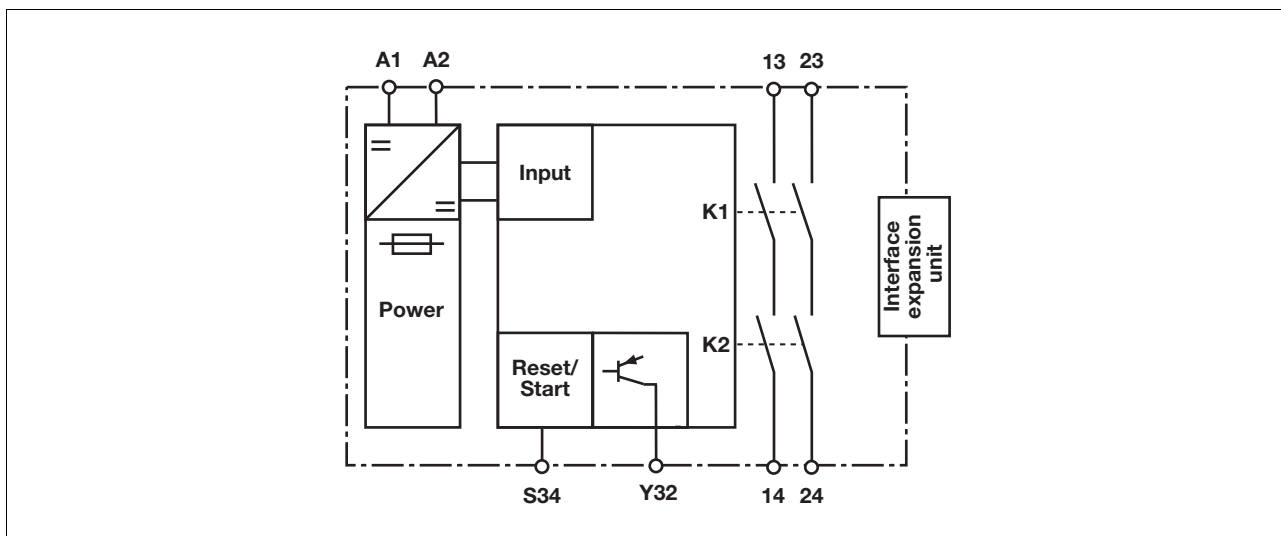 A1 A2 13 23
Input
K1
Interface
expansion
unit
Power
K2
Reset/
Start
S34 Y32 14 24